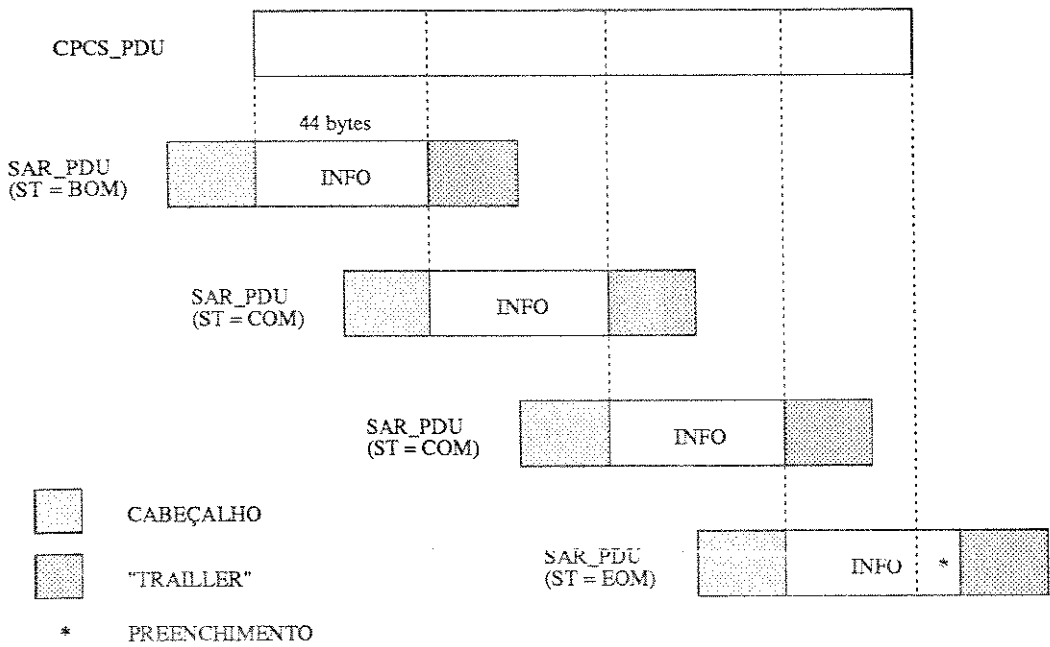 CPCS_PDU
44 bytes
SAR_PDU
(ST = BOM)
INFO
SAR_PDU
(ST = COM)
INFO
SAR_PDU
(ST = COM)
INFO
CABEÇALHO
SAR_PDU
(ST = EOM)
INFO *
"TRAILLER"
* PREENCHIMENTO